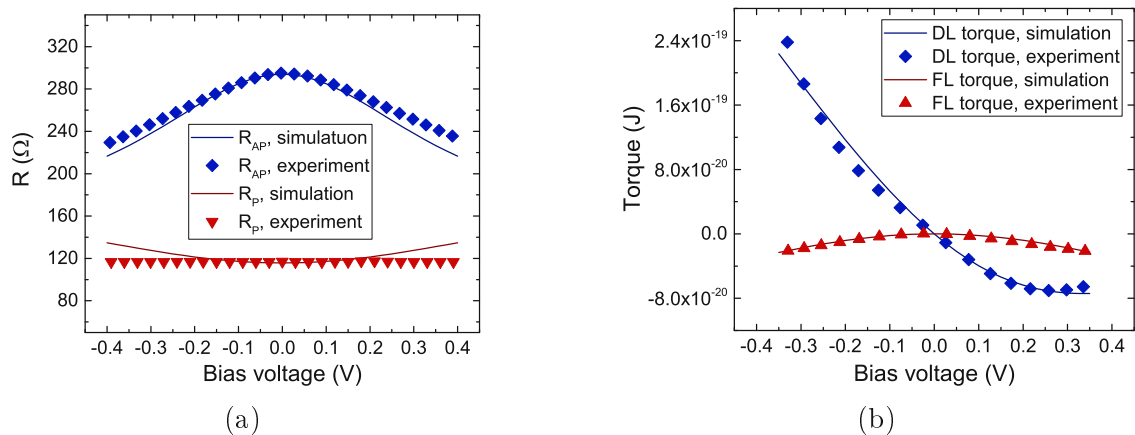 320
280
240
200
160
120
80
R (Ω)
R_AP, simulatuon
R_AP, experiment
R_P, simulation
R_P, experiment
-0.4 -0.3 -0.2 -0.1 0.0 0.1 0.2 0.3 0.4
Bias voltage (V)
(a)
2.4x10^-19
1.6x10^-19
8.0x10^-20
0.0
-8.0x10^-20
Torque (J)
DL torque, simulation
DL torque, experiment
FL torque, simulation
FL torque, experiment
-0.4 -0.3 -0.2 -0.1 0.0 0.1 0.2 0.3 0.4
Bias voltage (V)
(b)